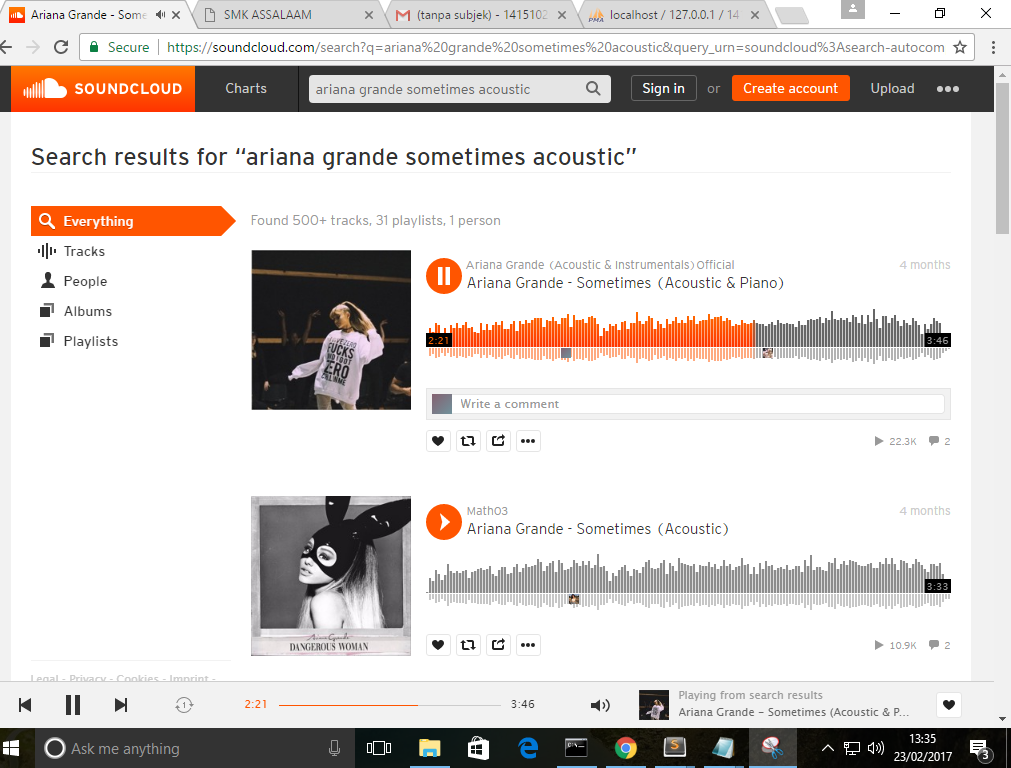 Ariana Grande - Some
SMK ASSALAAM
(tanpa subjek) - 1415102
PMA
localhost / 127.0.0.1 / 14
Secure
https://soundcloud.com/search?q=ariana%20grande%20sometimes%20acoustic&query_urn=soundcloud%3Asearch-autocom
SOUNDCLOUD
Charts
ariana grande sometimes acoustic
Sign in
or
Create account
Upload
Search results for “ariana grande sometimes acoustic”
Everything
Tracks
People
Albums
Playlists
Found 500+ tracks, 31 playlists, 1 person
Ariana Grande (Acoustic & Instrumentals) Official
4 months
Ariana Grande - Sometimes (Acoustic & Piano)
FUCKS
ZERO
2:21
3:46
Write a comment
22.3K
2
Math03
4 months
Ariana Grande - Sometimes (Acoustic)
3:33
Ariana Grande
DANGEROUS WOMAN
10.9K
2
Legal - Privacy - Cookies - Imprint -
1
2:21
3:46
Playing from search results
Ariana Grande – Sometimes (Acoustic & P...
Ask me anything
13:35
23/02/2017
3